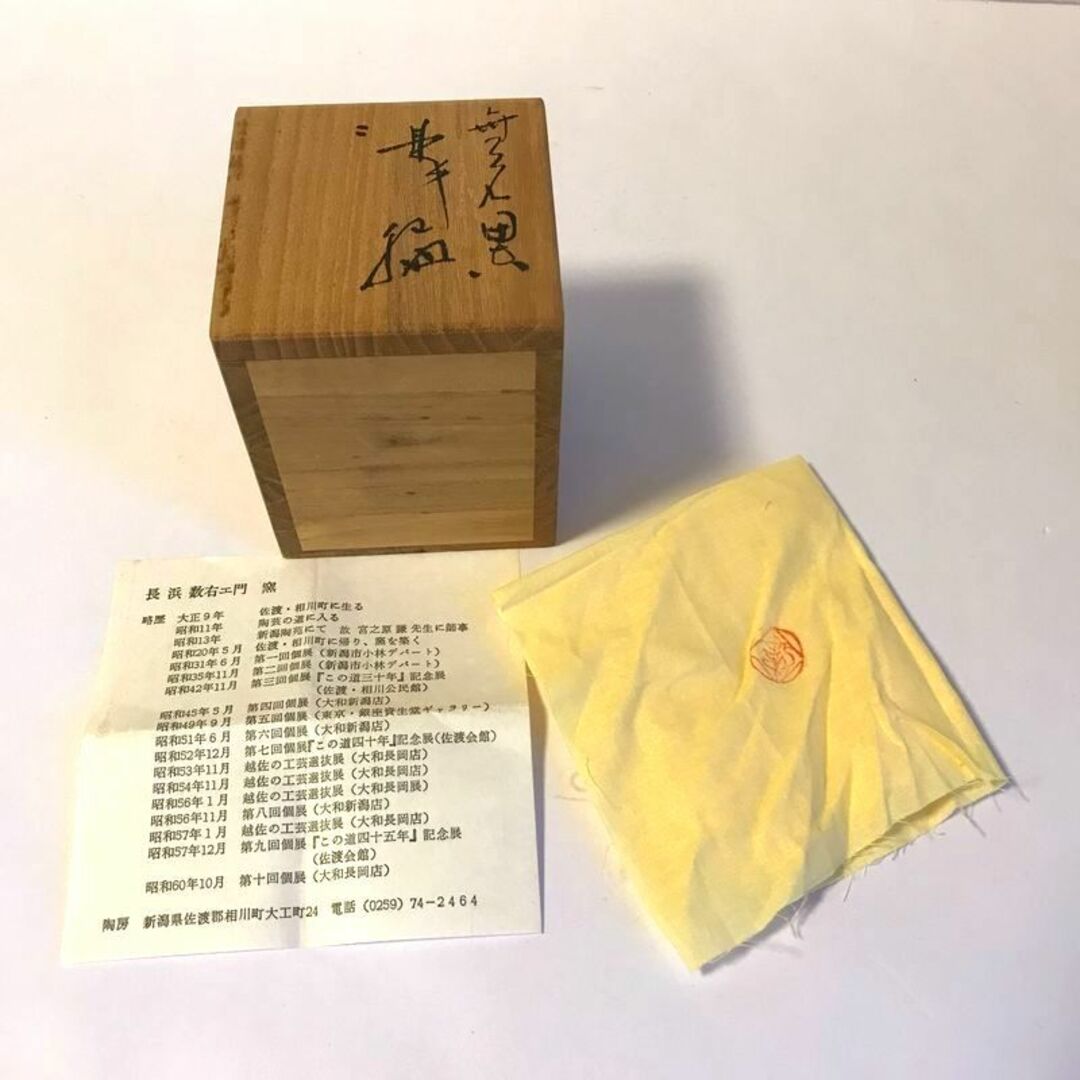 無名異
長浜 数右エ門 窯
略歴 大正9年 佐渡・相川町に生る
昭和11年 陶芸の道に入る
昭和13年 新潟陶苑にて 故 宮之原 謙 先生に師事
昭和20年5月 佐渡・相川町に帰り、窯を築く
昭和31年6月 第一回個展(新潟市小林デパート)
昭和35年11月 第二回個展(新潟市小林デパート)
昭和42年11月 第三回個展『この道三十年』記念展
(佐渡・相川公民館)
昭和45年5月 第四回個展(大和新潟店)
昭和49年9月 第五回個展(東京・銀座資生堂ギャラリー)
昭和51年6月 第六回個展(大和新潟店)
昭和52年12月 第七回個展『この道四十年』記念展(佐渡会館)
昭和53年11月 越佐の工芸選抜展(大和長岡店)
昭和54年11月 越佐の工芸選抜展(大和長岡店)
昭和56年1月 越佐の工芸選抜展(大和長岡展)
昭和56年11月 第八回個展(大和新潟店)
昭和57年1月 越佐の工芸選抜展(大和長岡店)
昭和57年12月 第九回個展『この道四十五年』記念展
(佐渡会館)
昭和60年10月 第十回個展(大和長岡店)
陶房 新潟県佐渡郡相川町大工町24 電話(0259)74-2464